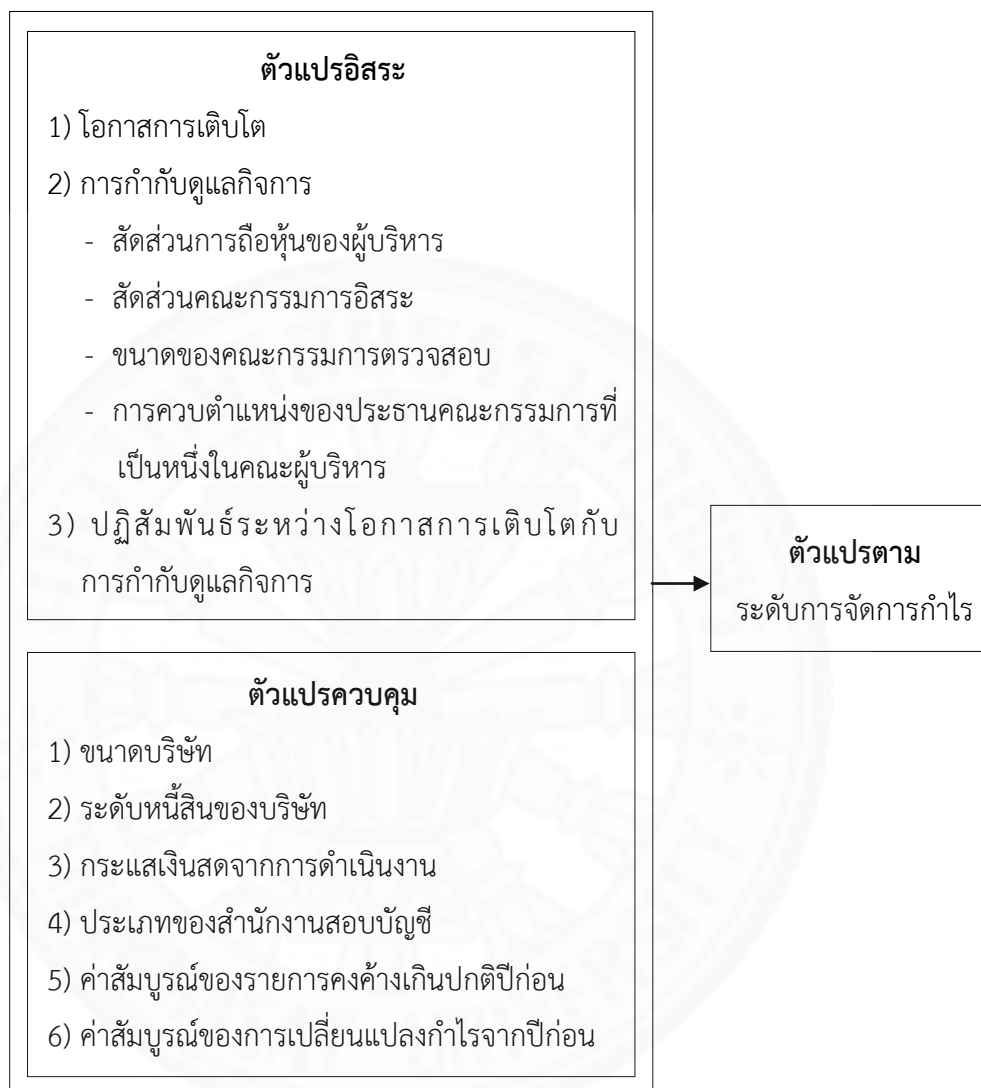 ตัวแปรอิสระ
1) โอกาสการเติบโต
2) การกำกับดูแลกิจการ
- สัดส่วนการถือหุ้นของผู้บริหาร
- สัดส่วนคณะกรรมการอิสระ
- ขนาดของคณะกรรมการตรวจสอบ
- การควบตำแหน่งของประธานคณะกรรมการที่
เป็นหนึ่งในคณะผู้บริหาร
3) ปฏิสัมพันธ์ระหว่างโอกาสการเติบโตกับ
การกำกับดูแลกิจการ
ตัวแปรตาม
ระดับการจัดการกำไร
ตัวแปรควบคุม
1) ขนาดบริษัท
2) ระดับหนี้สินของบริษัท
3) กระแสเงินสดจากการดำเนินงาน
4) ประเภทของสำนักงานสอบบัญชี
5) ค่าสัมบูรณ์ของรายการคงค้างเกินปกติปีก่อน
6) ค่าสัมบูรณ์ของการเปลี่ยนแปลงกำไรจากปีก่อน